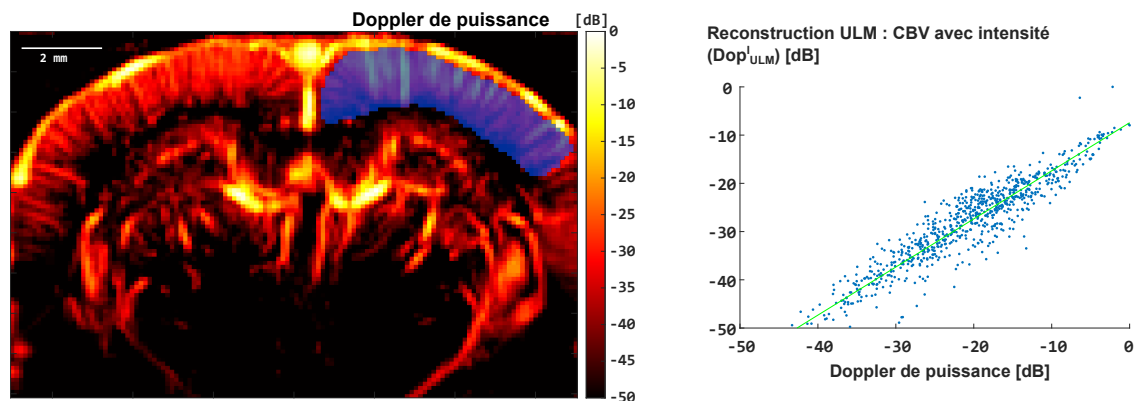 Doppler de puissance [dB]
2 mm
0
-5
-10
-15
-20
-25
-30
-35
-40
-45
-50
Reconstruction ULM : CBV avec intensité
(Dop^I_ULM) [dB]
0
-10
-20
-30
-40
-50
-50 -40 -30 -20 -10 0
Doppler de puissance [dB]